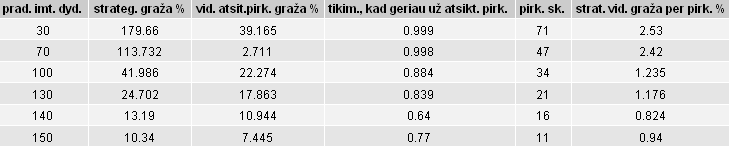 prad. imt. dyd. strateg. graža % vid. atsit.pirk. graža % tikim., kad geriau už atsikt. pirk. pirk. sk. strat. vid. graža per pirk. %
30 179.66 39.165 0.999 71 2.53
70 113.732 2.711 0.998 47 2.42
100 41.986 22.274 0.884 34 1.235
130 24.702 17.863 0.839 21 1.176
140 13.19 10.944 0.64 16 0.824
150 10.34 7.445 0.77 11 0.94